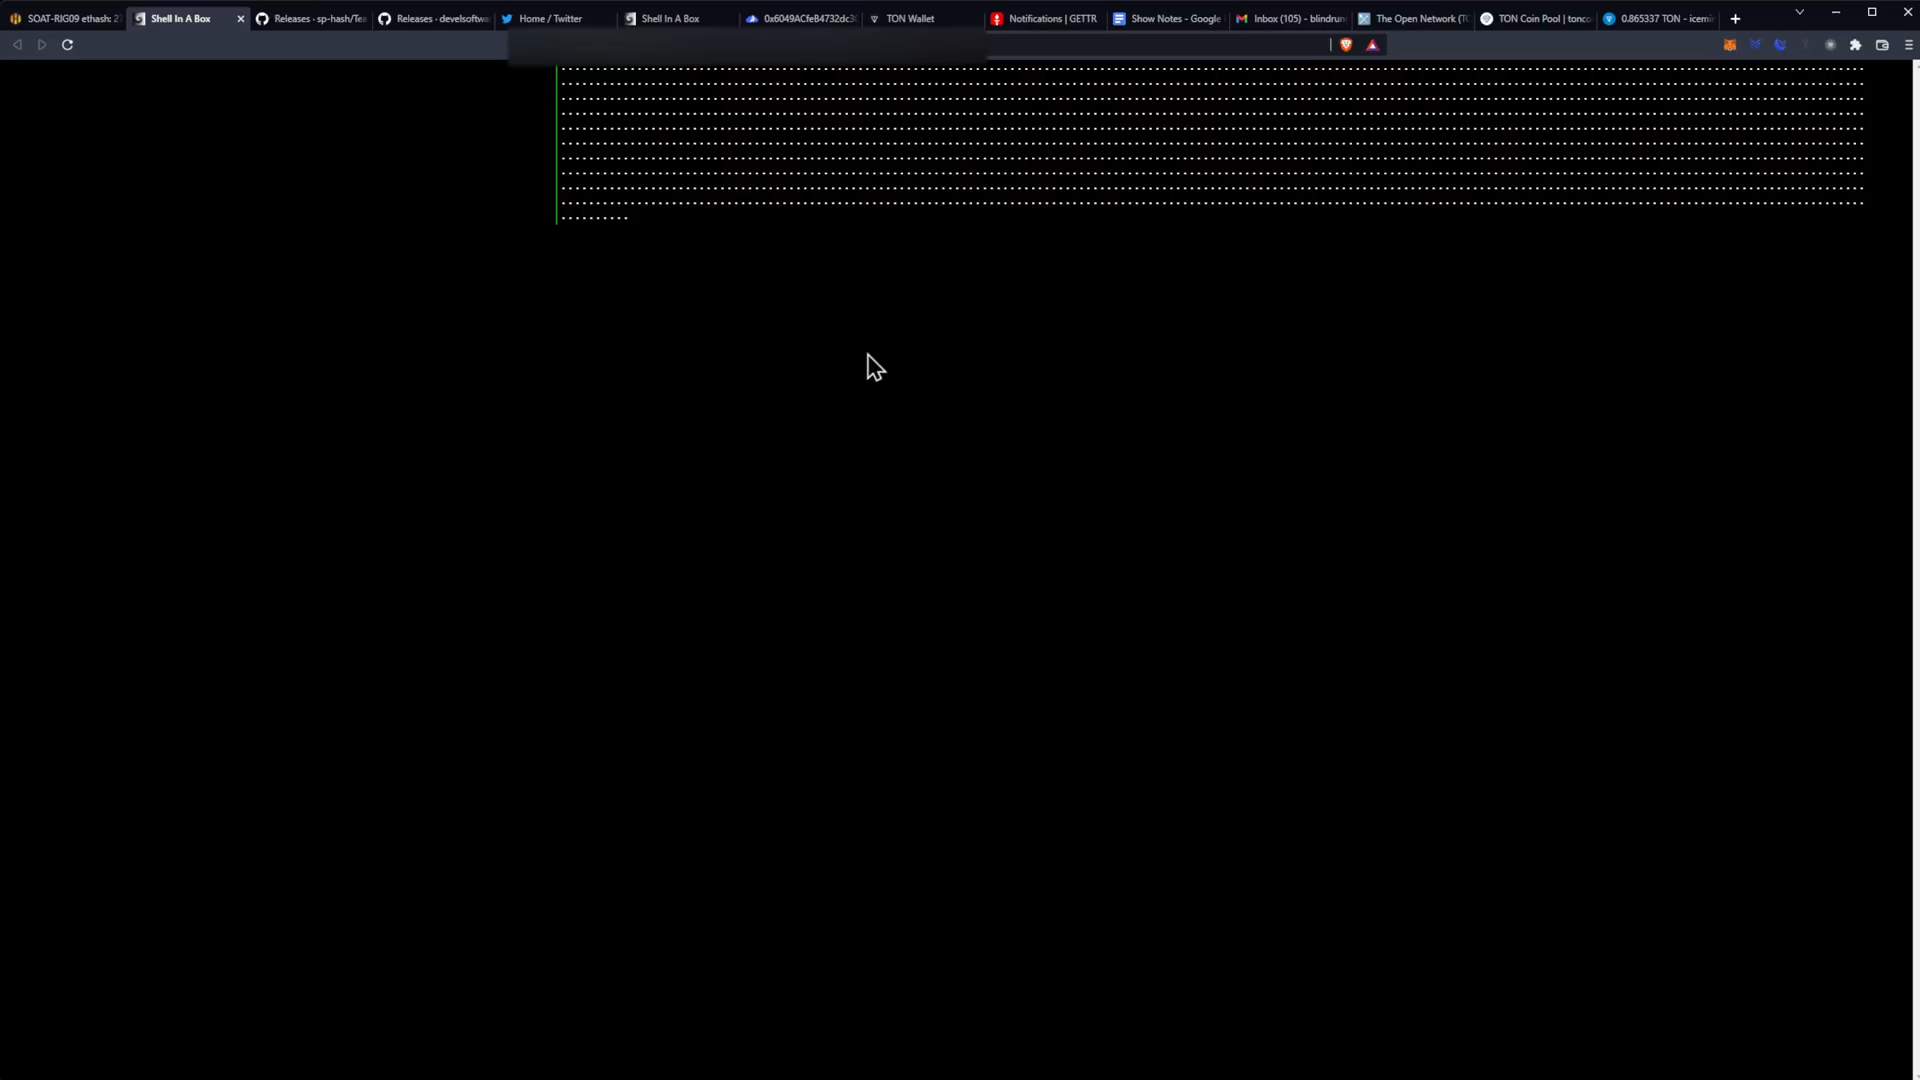 SOAT-RIG09 ethash: 27
Shell In A Box
Releases - sp-hash/Tea
Releases · develsoftwa
Home / Twitter
Shell In A Box
0x6049ACfeB4732dc3
TON Wallet
Notifications | GETTR
Show Notes - Google
Inbox (105) - blindrun
The Open Network (T
TON Coin Pool | tonco
0.865337 TON - icemi